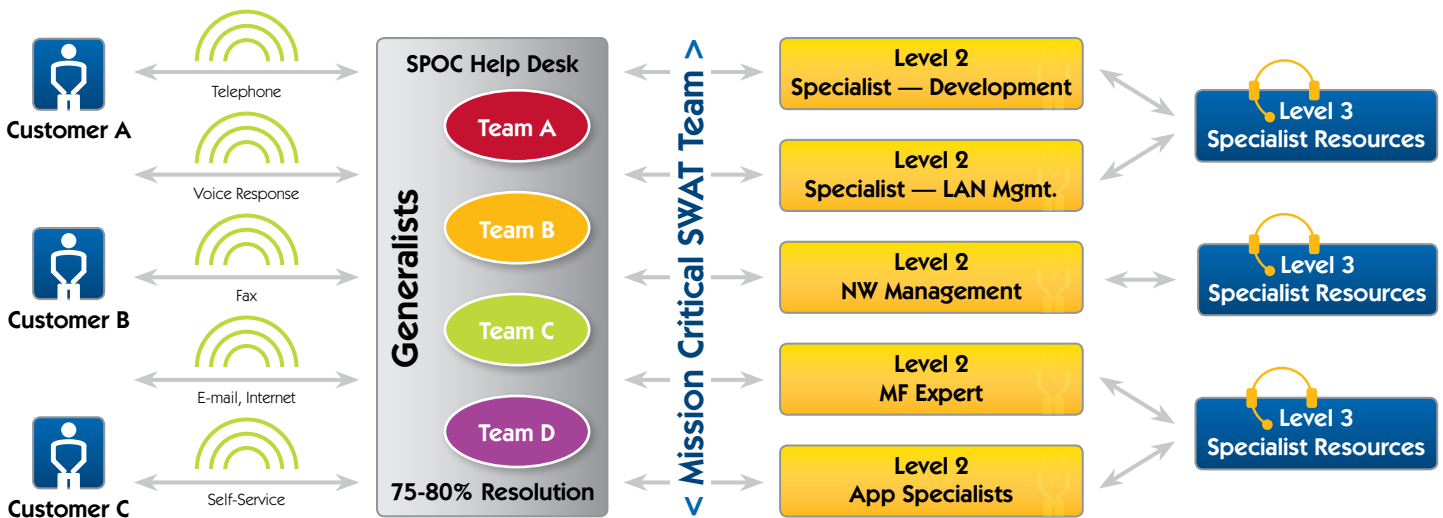 Customer A
Customer B
Customer C
Telephone
Voice Response
Fax
E-mail, Internet
Self-Service
SPOC Help Desk
Generalists
Team A
Team B
Team C
Team D
75-80% Resolution
< Mission Critical SWAT Team >
Level 2
Specialist — Development
Level 2
Specialist — LAN Mgmt.
Level 2
NW Management
Level 2
MF Expert
Level 2
App Specialists
Level 3
Specialist Resources
Level 3
Specialist Resources
Level 3
Specialist Resources